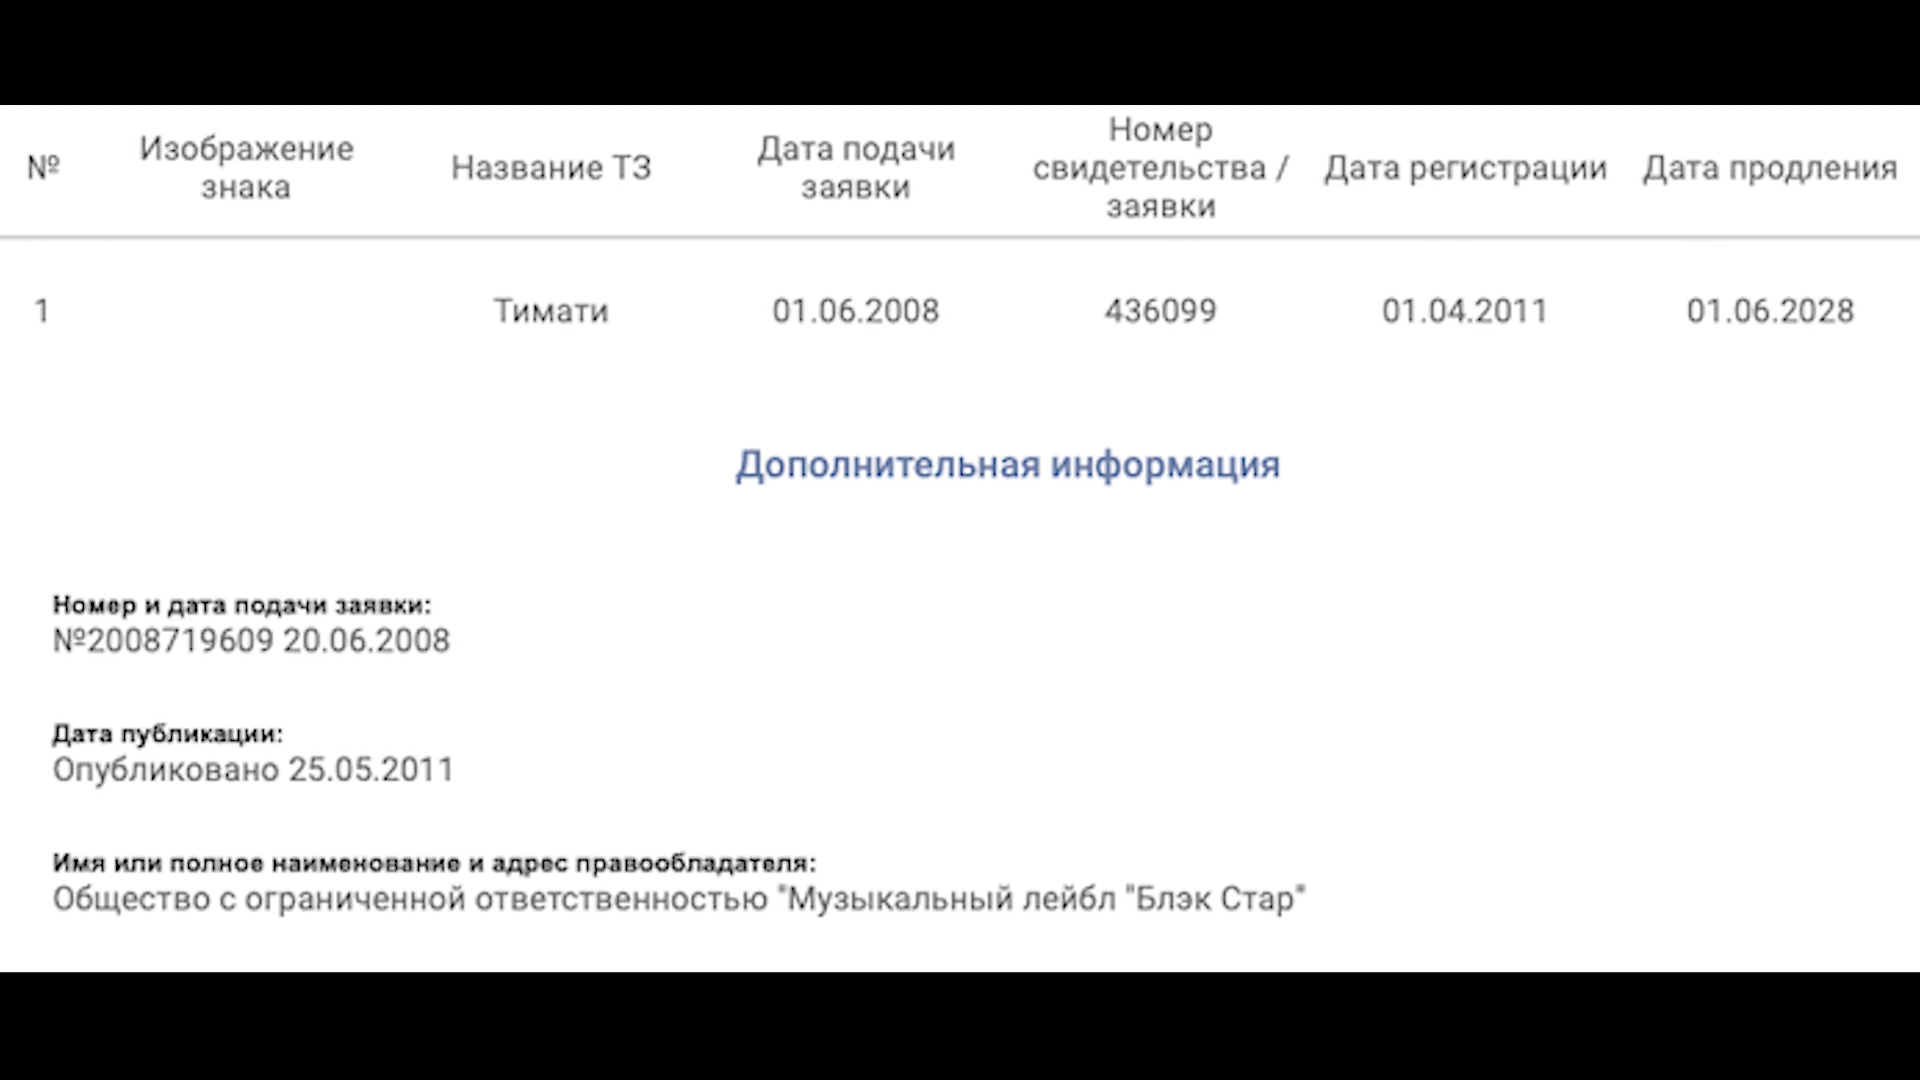 №
Изображение
знака
Название ТЗ
Дата подачи
заявки
Номер
свидетельства /
заявки
Дата регистрации
Дата продления
1
Тимати
01.06.2008
436099
01.04.2011
01.06.2028
Дополнительная информация
Номер и дата подачи заявки:
№2008719609 20.06.2008
Дата публикации:
Опубликовано 25.05.2011
Имя или полное наименование и адрес правообладателя:
Общество с ограниченной ответственностью "Музыкальный лейбл "Блэк Стар"